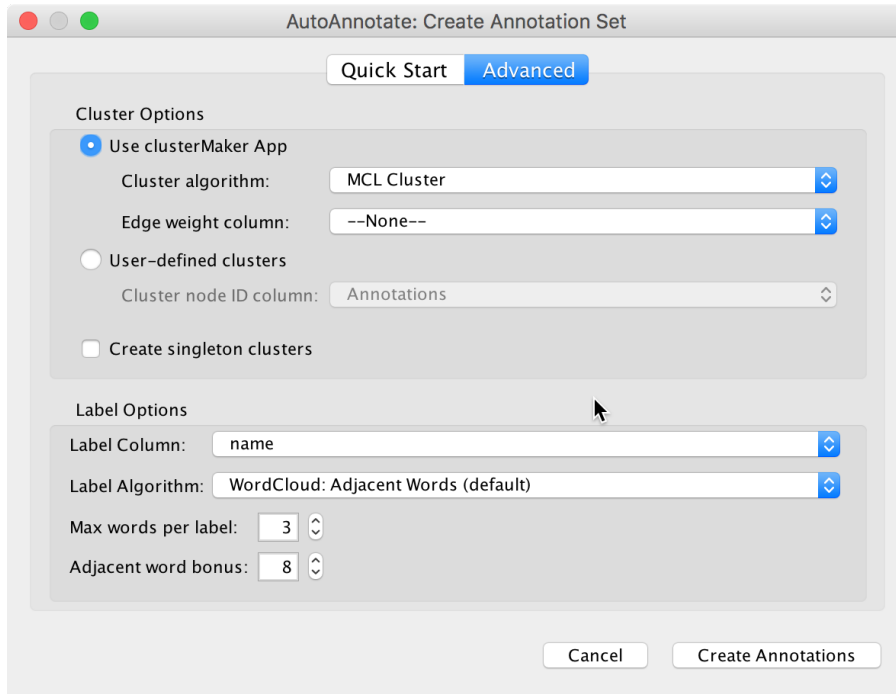 AutoAnnotate: Create Annotation Set
Quick Start Advanced
Cluster Options
Use clusterMaker App
Cluster algorithm: MCL Cluster
Edge weight column: --None--
User-defined clusters
Cluster node ID column: Annotations
Create singleton clusters
Label Options
Label Column: name
Label Algorithm: WordCloud: Adjacent Words (default)
Max words per label: 3
Adjacent word bonus: 8
Cancel Create Annotations